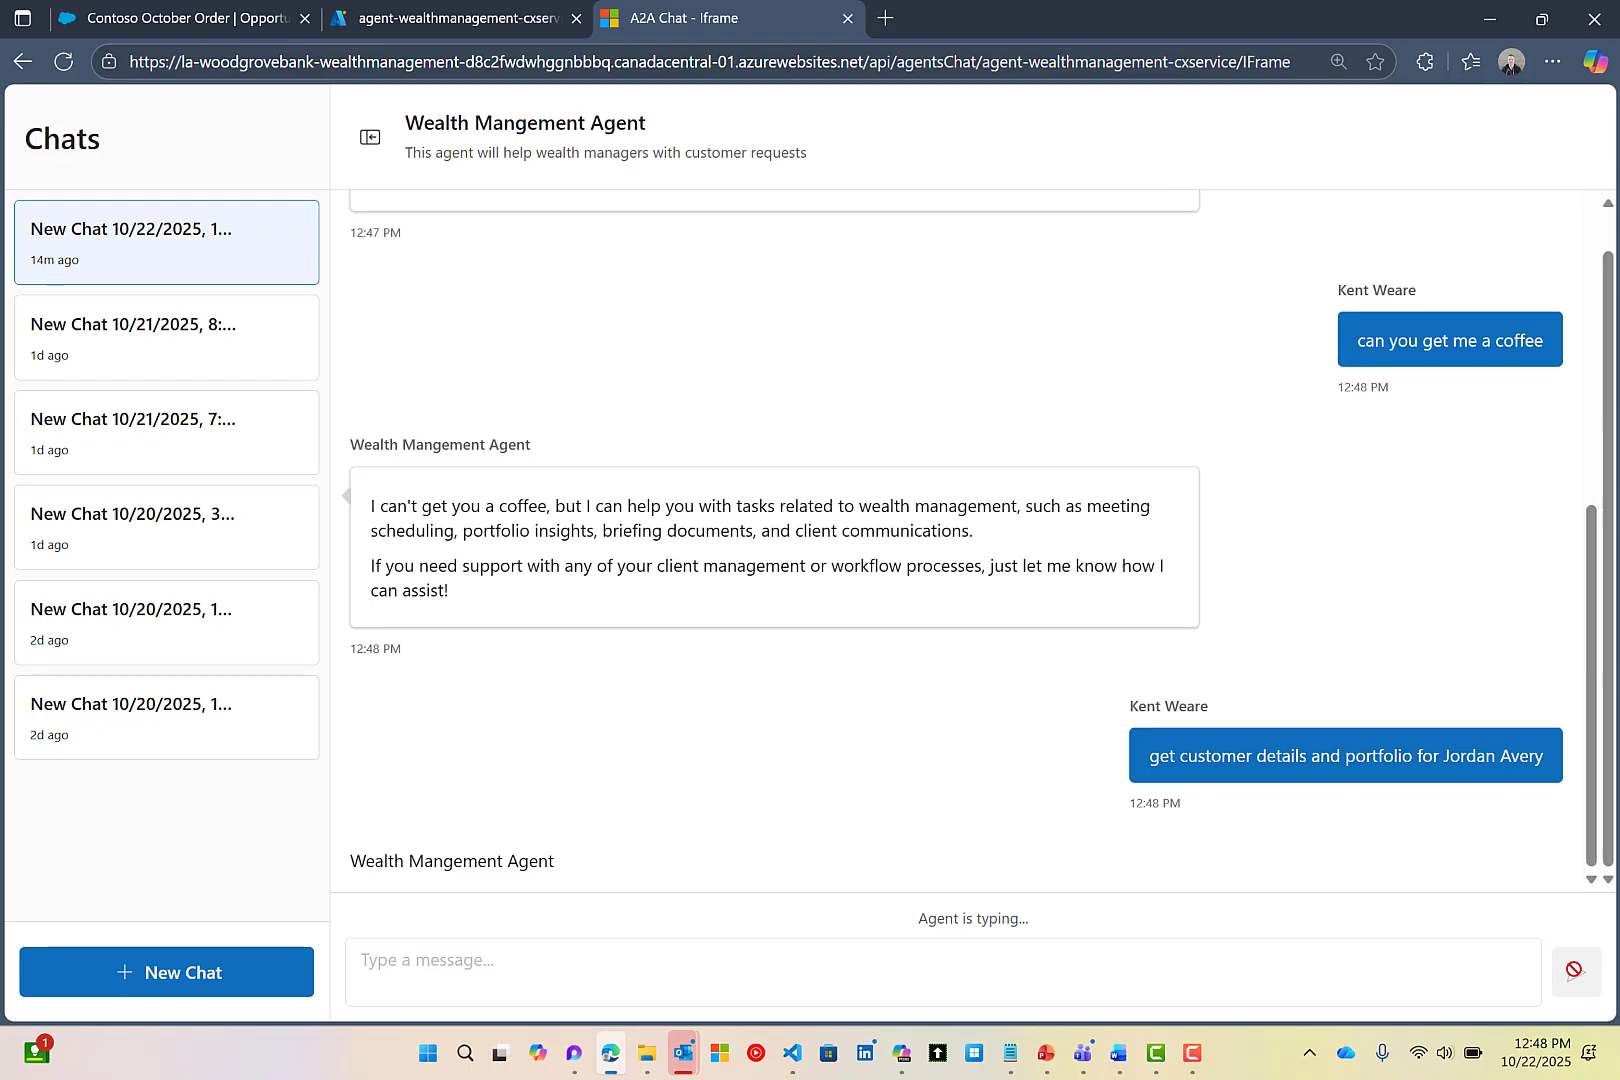 Contoso October Order | Opportu
agent-wealthmanagement-cxserv
A2A Chat - Iframe
https://la-woodgrovebank-wealthmanagement-d8c2fwdwhggnbbbq.canadacentral-01.azurewebsites.net/api/agentsChat/agent-wealthmanagement-cxservice/IFrame
Chats
New Chat 10/22/2025, 1...
14m ago
New Chat 10/21/2025, 8:...
1d ago
New Chat 10/21/2025, 7:...
1d ago
New Chat 10/20/2025, 3...
1d ago
New Chat 10/20/2025, 1...
2d ago
New Chat 10/20/2025, 1...
2d ago
New Chat
Wealth Mangement Agent
This agent will help wealth managers with customer requests
12:47 PM
Kent Weare
can you get me a coffee
12:48 PM
Wealth Mangement Agent
I can't get you a coffee, but I can help you with tasks related to wealth management, such as meeting
scheduling, portfolio insights, briefing documents, and client communications.
If you need support with any of your client management or workflow processes, just let me know how I
can assist!
12:48 PM
Kent Weare
get customer details and portfolio for Jordan Avery
12:48 PM
Wealth Mangement Agent
Agent is typing...
Type a message...
1
12:48 PM
10/22/2025